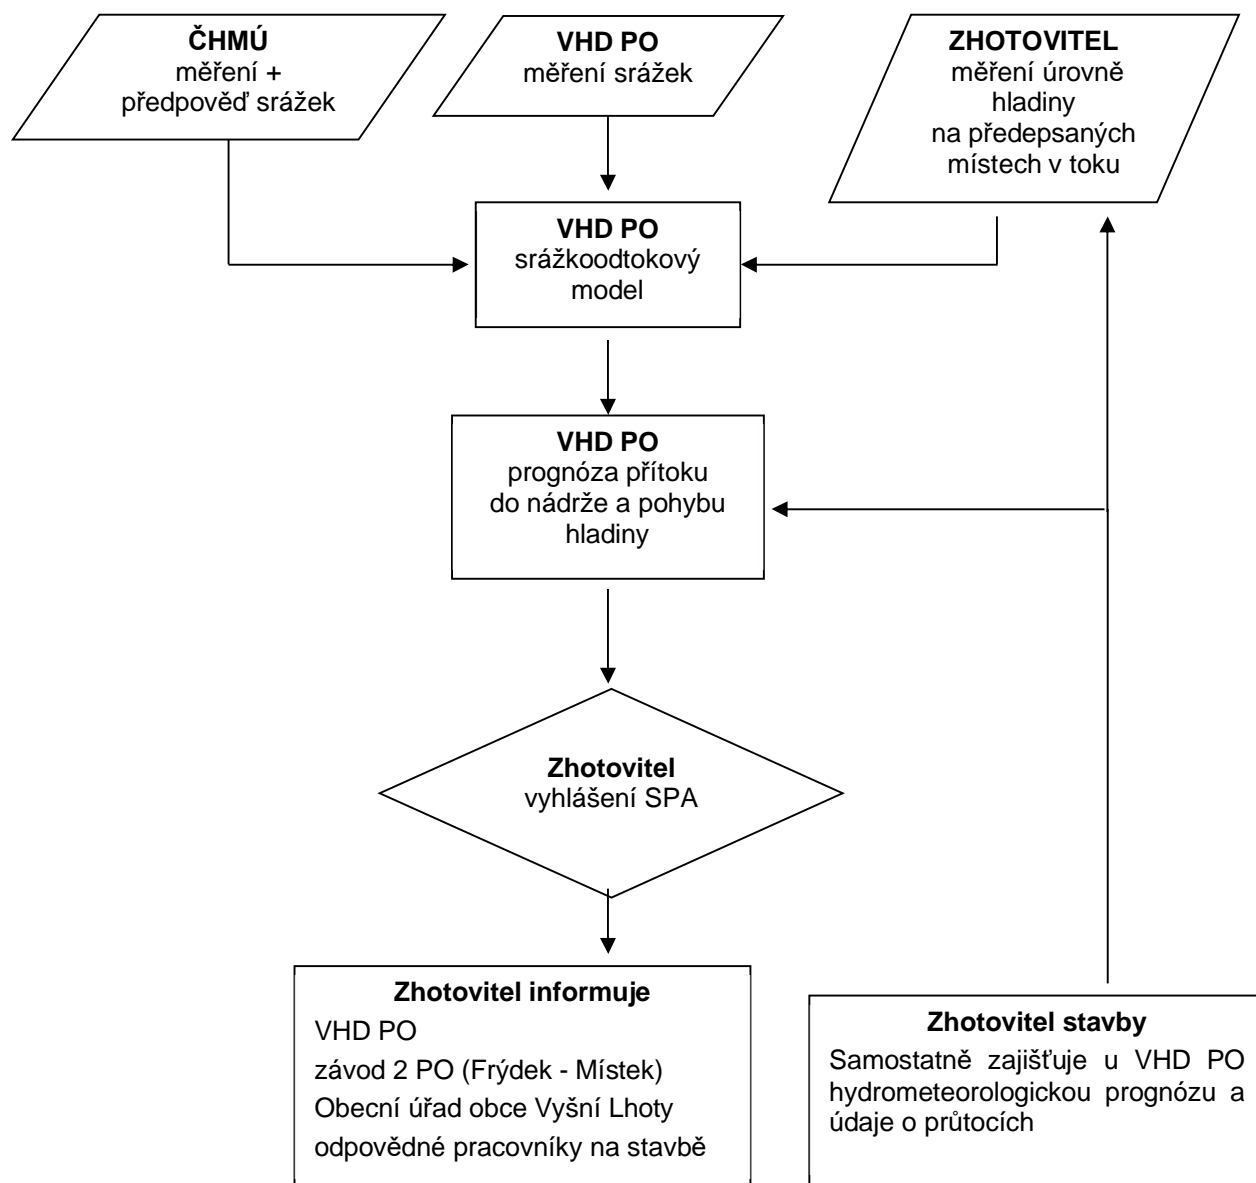 ČHMÚ
měření +
předpověď srážek
VHD PO
měření srážek
ZHOTOVITEL
měření úrovně
hladiny
na předepsaných
místech v toku
VHD PO
srážkoodtokový
model
VHD PO
prognóza přítoku
do nádrže a pohybu
hladiny
Zhotovitel
vyhlášení SPA
Zhotovitel informuje
VHD PO
závod 2 PO (Frýdek - Místek)
Obecní úřad obce Vyšní Lhoty
odpovědné pracovníky na stavbě
Zhotovitel stavby
Samostatně zajišťuje u VHD PO
hydrometeorologickou prognózu a
údaje o průtocích